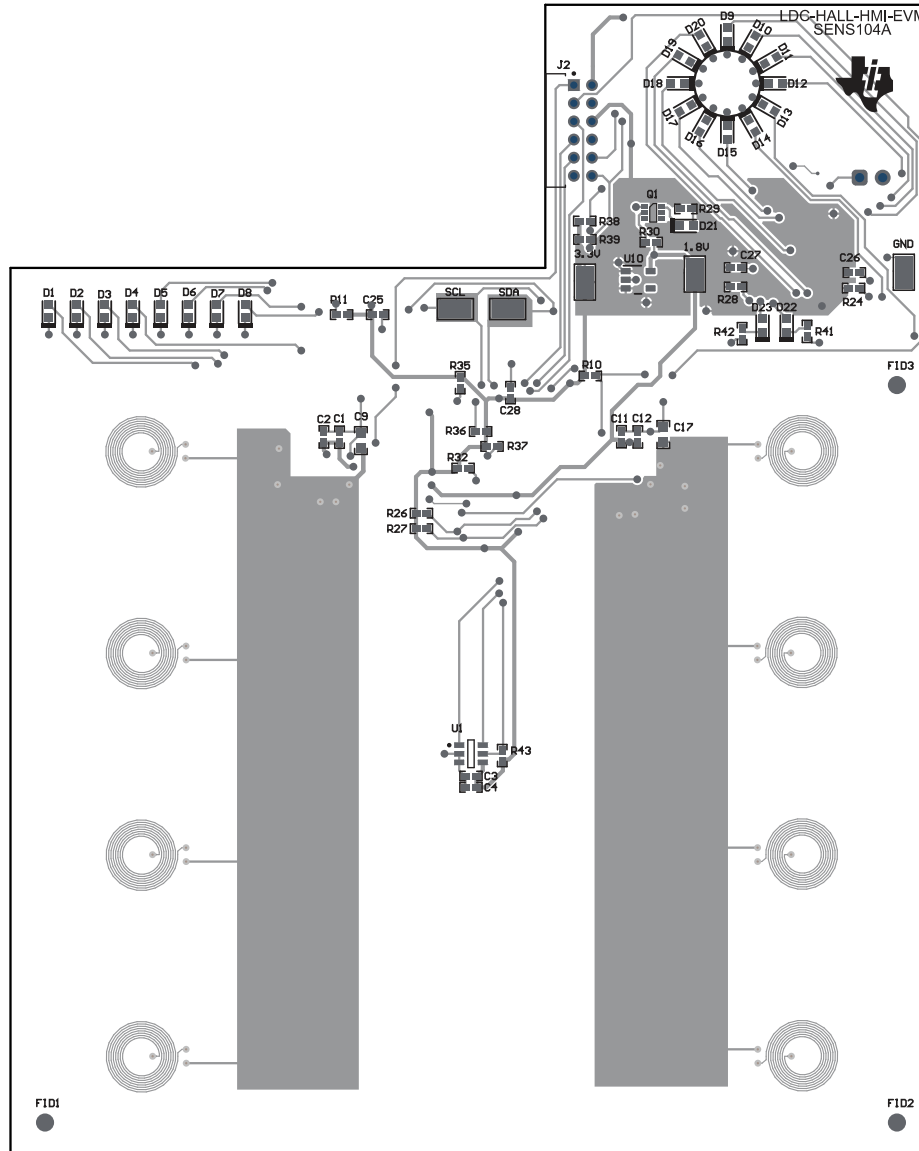 LDC-HALL-HMI-EVM
SENS104A
D9
D20
D10
D19
D11
J2
D18
D12
D17
D13
D16
D14
D15
Q1
R29
R38
D21
R39
R30
1.8V
GND
3.3V
U10
C27
C26
R28
R24
D1
D2
D3
D4
D5
D6
D7
D8
R11
C25
SCL
SDA
D23
D22
R42
R41
FID3
R35
R10
C28
C2
C1
C9
R36
C11
C12
C17
R37
R32
R26
R27
U1
R43
C3
C4
FID1
FID2